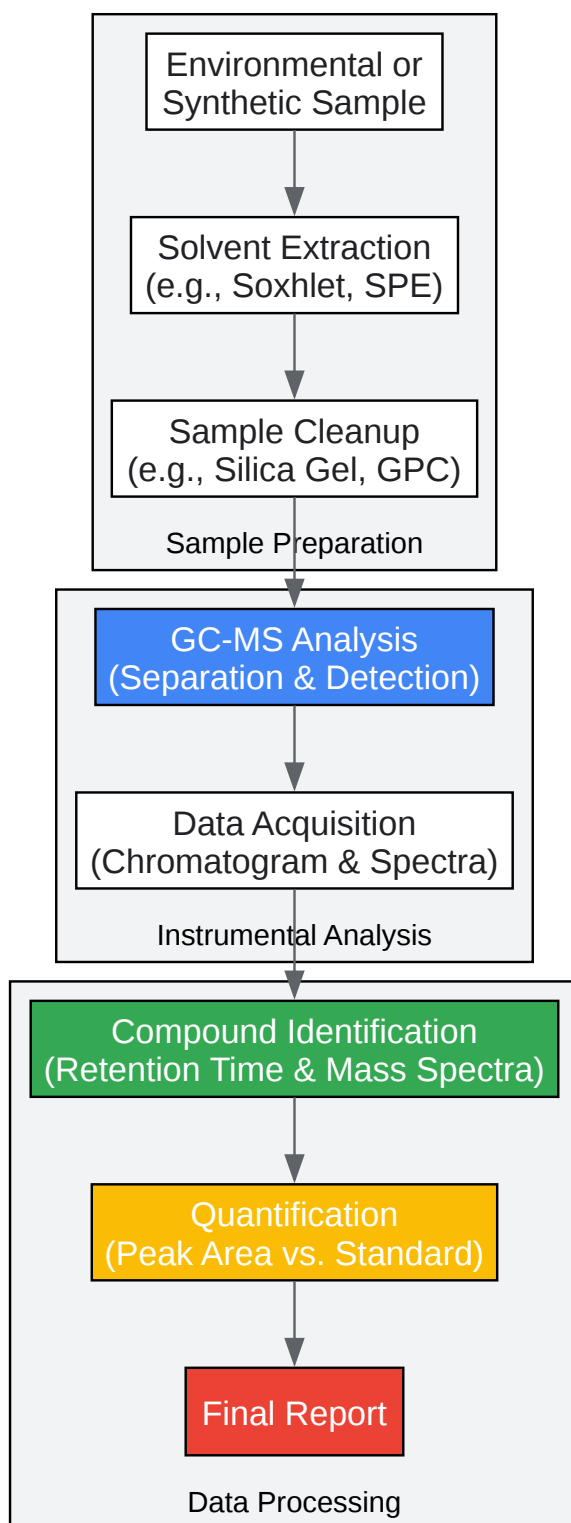 Environmental or
Synthetic Sample
Solvent Extraction
(e.g., Soxhlet, SPE)
Sample Cleanup
(e.g., Silica Gel, GPC)
Sample Preparation
GC-MS Analysis
(Separation & Detection)
Data Acquisition
(Chromatogram & Spectra)
Instrumental Analysis
Compound Identification
(Retention Time & Mass Spectra)
Quantification
(Peak Area vs. Standard)
Final Report
Data Processing